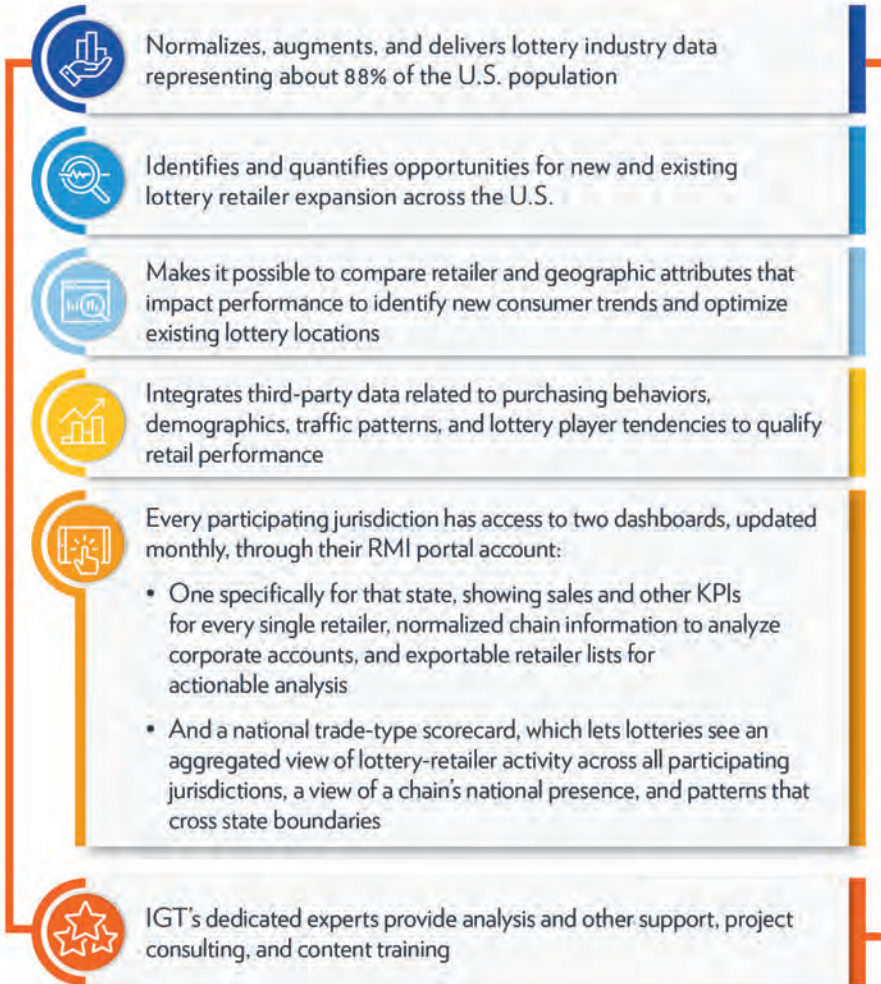 Normalizes, augments, and delivers lottery industry data
representing about 88% of the U.S. population
Identifies and quantifies opportunities for new and existing
lottery retailer expansion across the U.S.
Makes it possible to compare retailer and geographic attributes that
impact performance to identify new consumer trends and optimize
existing lottery locations
Integrates third-party data related to purchasing behaviors,
demographics, traffic patterns, and lottery player tendencies to qualify
retail performance
Every participating jurisdiction has access to two dashboards, updated
monthly, through their RMI portal account:
• One specifically for that state, showing sales and other KPIs
for every single retailer, normalized chain information to analyze
corporate accounts, and exportable retailer lists for
actionable analysis
• And a national trade-type scorecard, which lets lotteries see an
aggregated view of lottery-retailer activity across all participating
jurisdictions, a view of a chain's national presence, and patterns that
cross state boundaries
IGT's dedicated experts provide analysis and other support, project
consulting, and content training